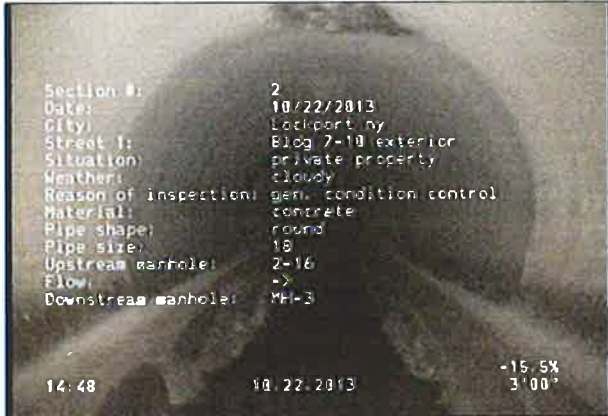 Section #: 2
Date: 10/22/2013
City: Lockport ny
Street 1: Bldg 7-10 exterior
Situation: private property
Weather: cloudy
Reason of inspection: gen. condition control
Material: concrete
Pipe shape: round
Pipe size: 18
Upstream manhole: 2-16
Flow: ->
Downstream manhole: MH-3
-15.5%
14:48 10.22.2013 3'00"